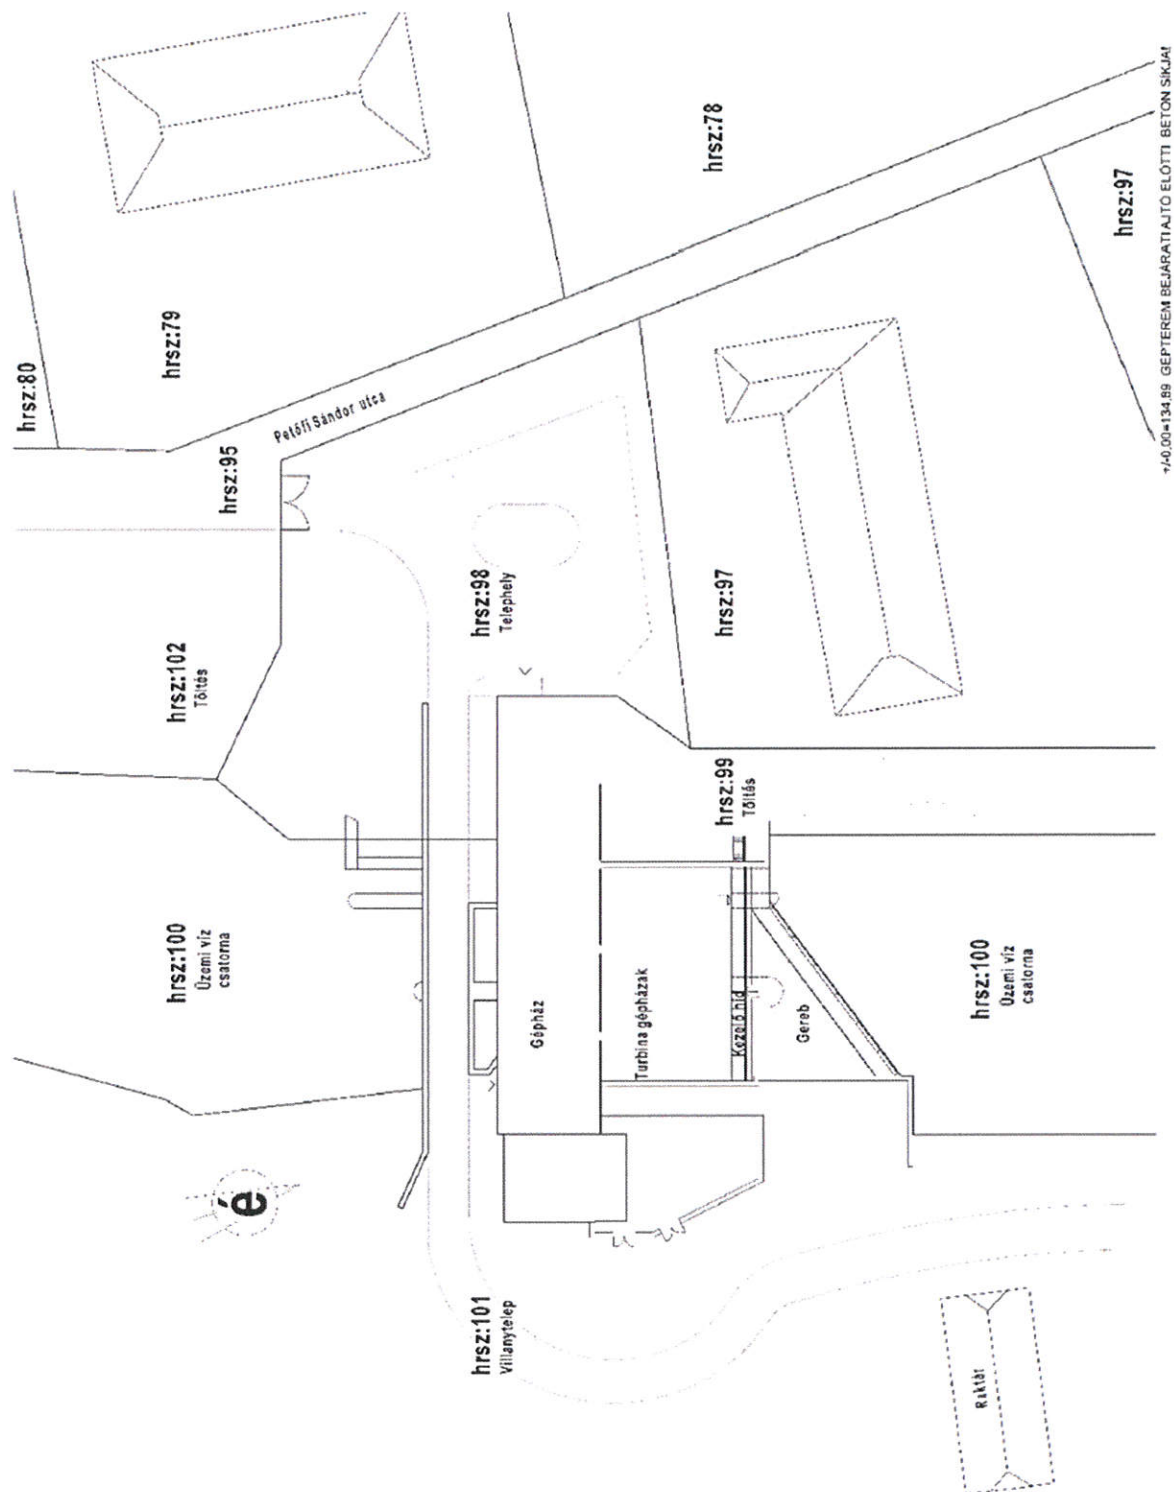 hrsz:80
hrsz:79
hrsz:78
hrsz:95
Petőfi Sándor utca
hrsz:97
hrsz:102
Töltés
hrsz:98
Telephely
hrsz:97
hrsz:100
Üzemi víz
csatorna
hrsz:99
Töltés
Gépház
Turbina gépházak
Kezelő híd
Gereb
hrsz:100
Üzemi víz
csatorna
é
hrsz:101
Villanytelep
Raktár
+/-0,00=134,89 GÉPTEREM BEJÁRATI AJTÓ ELŐTTI BETON SÍKJA!